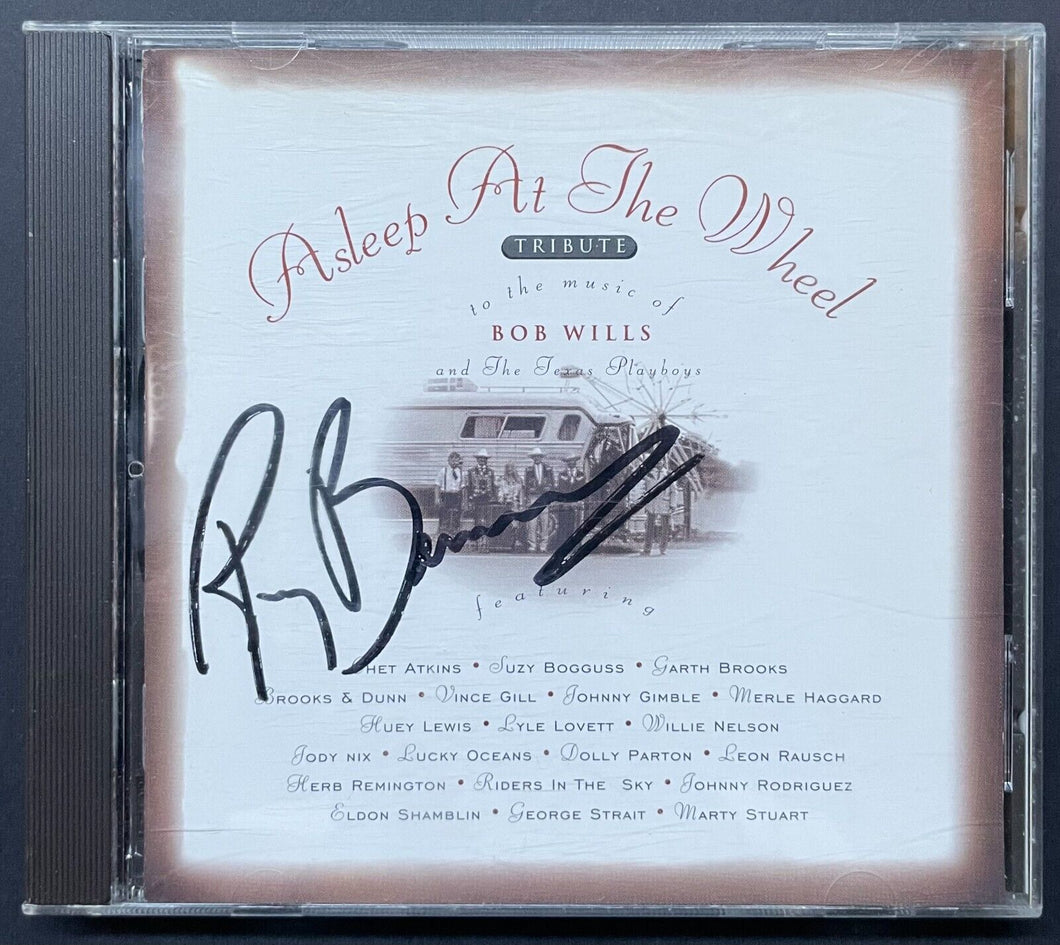 Asleep At The Wheel
TRIBUTE
to the music of
BOB WILLS
and The Texas Playboys
featuring
HET ATKINS • SUZY BOGGUSS • GARTH BROOKS
BROOKS & DUNN • VINCE GILL • JOHNNY GIMBLE • MERLE HAGGARD
HUEY LEWIS • LYLE LOVETT • WILLIE NELSON
JODY NIX • LUCKY OCEANS • DOLLY PARTON • LEON RAUSCH
HERB REMINGTON • RIDERS IN THE SKY • JOHNNY RODRIGUEZ
ELDON SHAMBLIN • GEORGE STRAIT • MARTY STUART